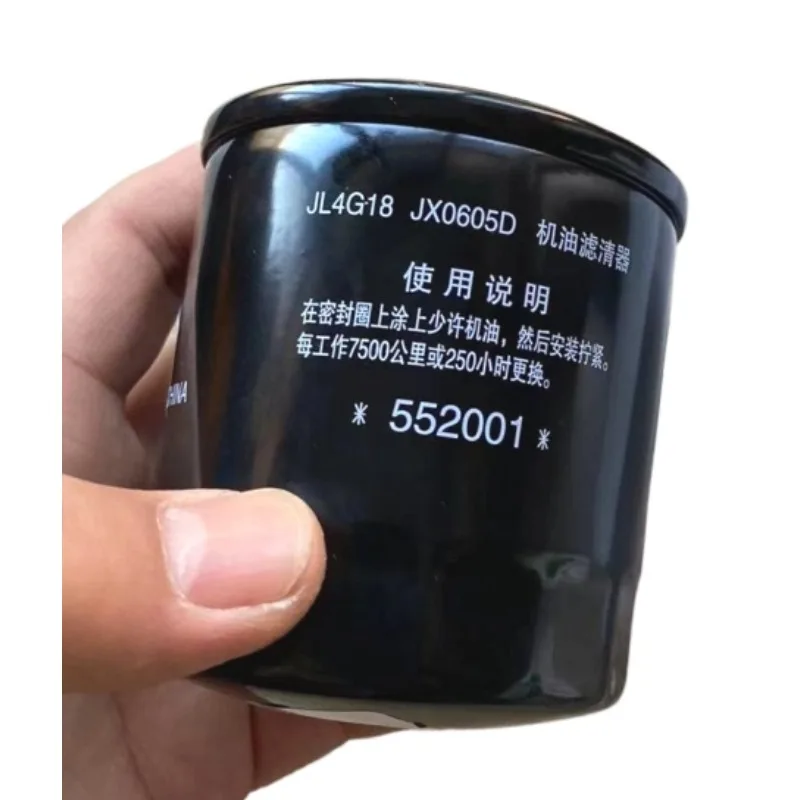 JL4G18 JX0605D 机油滤清器
使用说明
在密封圈上涂上少许机油，然后安装拧紧。
每工作7500公里或250小时更换。
* 552001 *
CHINA